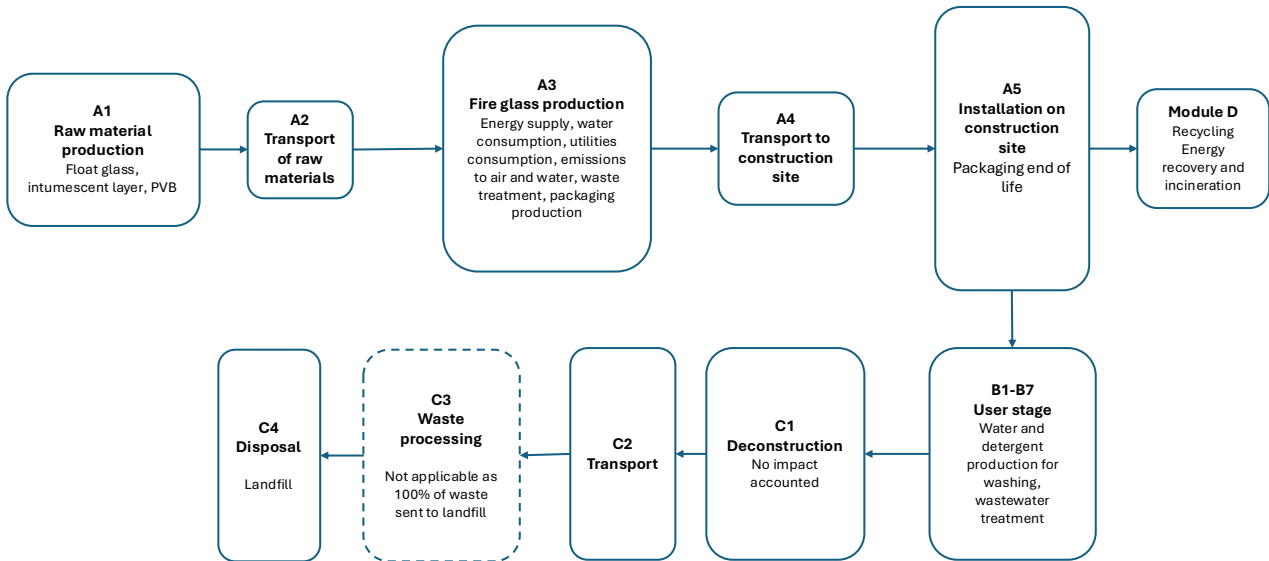 A1
Raw material
production
Float glass,
intumescent layer, PVB
A2
Transport
of raw
materials
A3
Fire glass production
Energy supply, water
consumption, utilities
consumption, emissions
to air and water, waste
treatment, packaging
production
A4
Transport to
construction
site
A5
Installation on
construction
site
Packaging end of
life
Module D
Recycling
Energy
recovery and
incineration
C4
Disposal
Landfill
C3
Waste
processing
Not applicable as
100% of waste
sent to landfill
C2
Transport
C1
Deconstruction
No impact
accounted
B1-B7
User stage
Water and
detergent
production for
washing,
wastewater
treatment